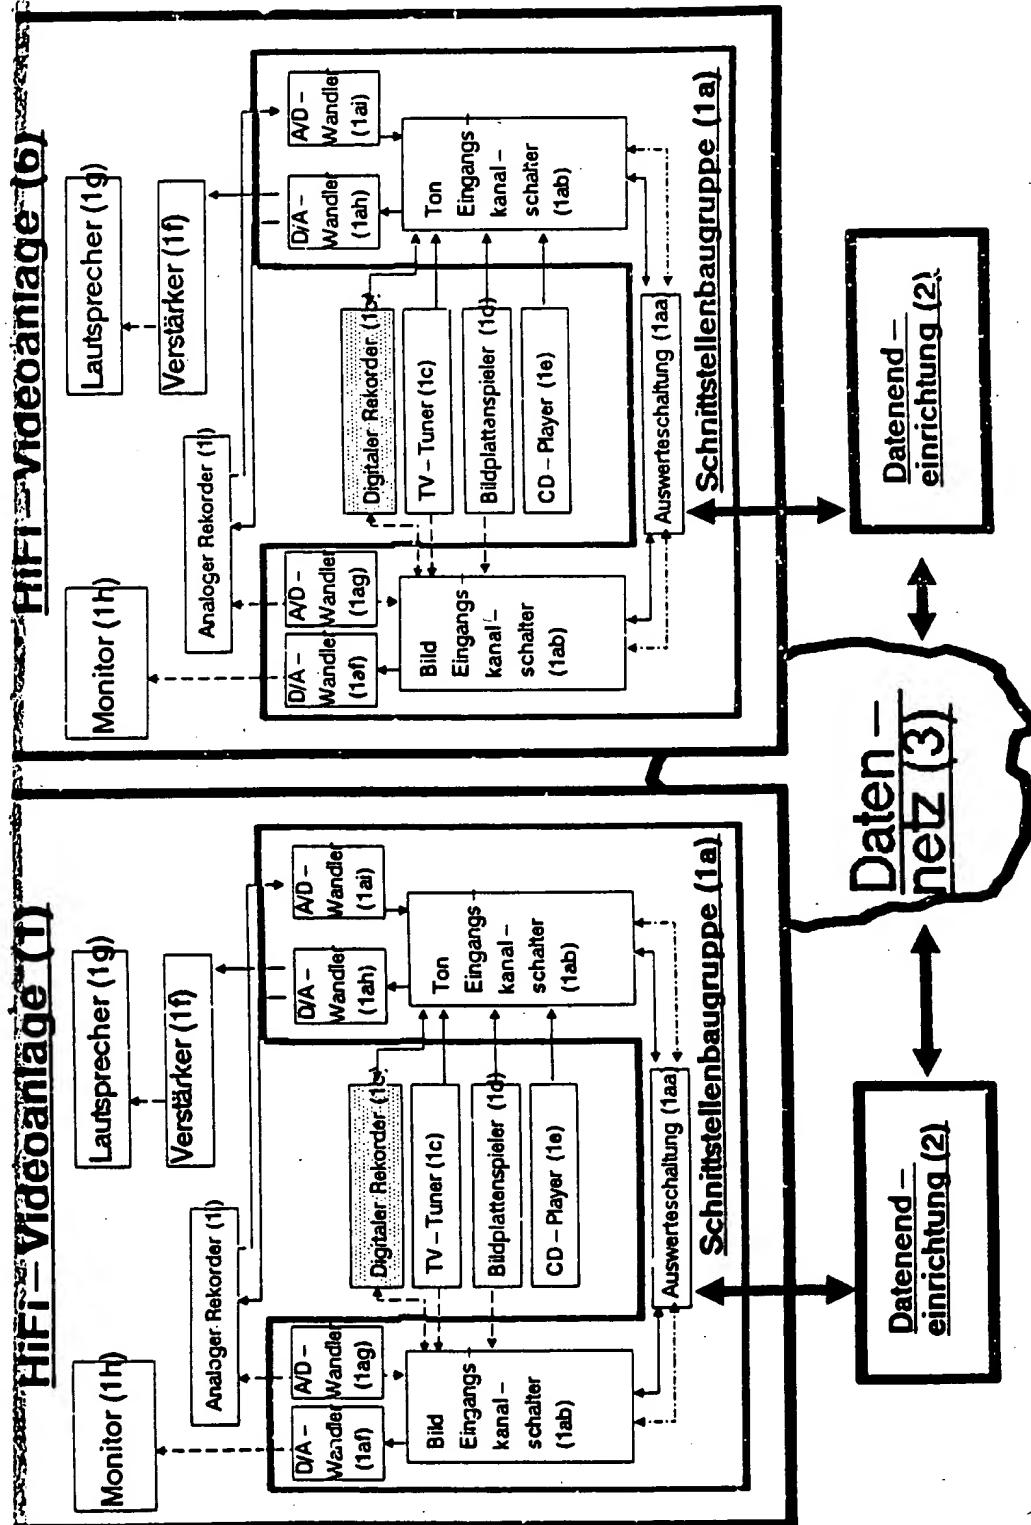 HiFi – Videoanlage (1)
Monitor (1h)
Lautsprecher (1g)
Verstärker (1f)
Analoger Rekorder (1i)
D/A –
Wandler
(1af)
A/D –
Wandler
(1ag)
D/A –
Wandler
(1ah)
A/D –
Wandler
(1ai)
Digitaler Rekorder
TV – Tuner (1c)
Bildplattenspieler (1d)
CD – Player (1e)
Bild
Eingangs –
kanal –
schalter
(1ab)
Ton
Eingangs –
kanal –
schalter
(1ab)
Auswerteschaltung (1aa)
Schnittstellenbaugruppe (1a)
Datenend –
einrichtung (2)
HiFi – Videoanlage (6)
Monitor (1h)
Lautsprecher (1g)
Verstärker (1f)
Analoger Rekorder (1i)
D/A –
Wandler
(1af)
A/D –
Wandler
(1ag)
D/A –
Wandler
(1ah)
A/D –
Wandler
(1ai)
Digitaler Rekorder
TV – Tuner (1c)
Bildplattanspieler (1d)
CD – Player (1e)
Bild
Eingangs –
kanal –
schalter
(1ab)
Ton
Eingangs –
kanal –
schalter
(1ab)
Auswerteschaltung (1aa)
Schnittstellenbaugruppe (1a)
Datenend –
einrichtung (2)
Daten –
netz (3)